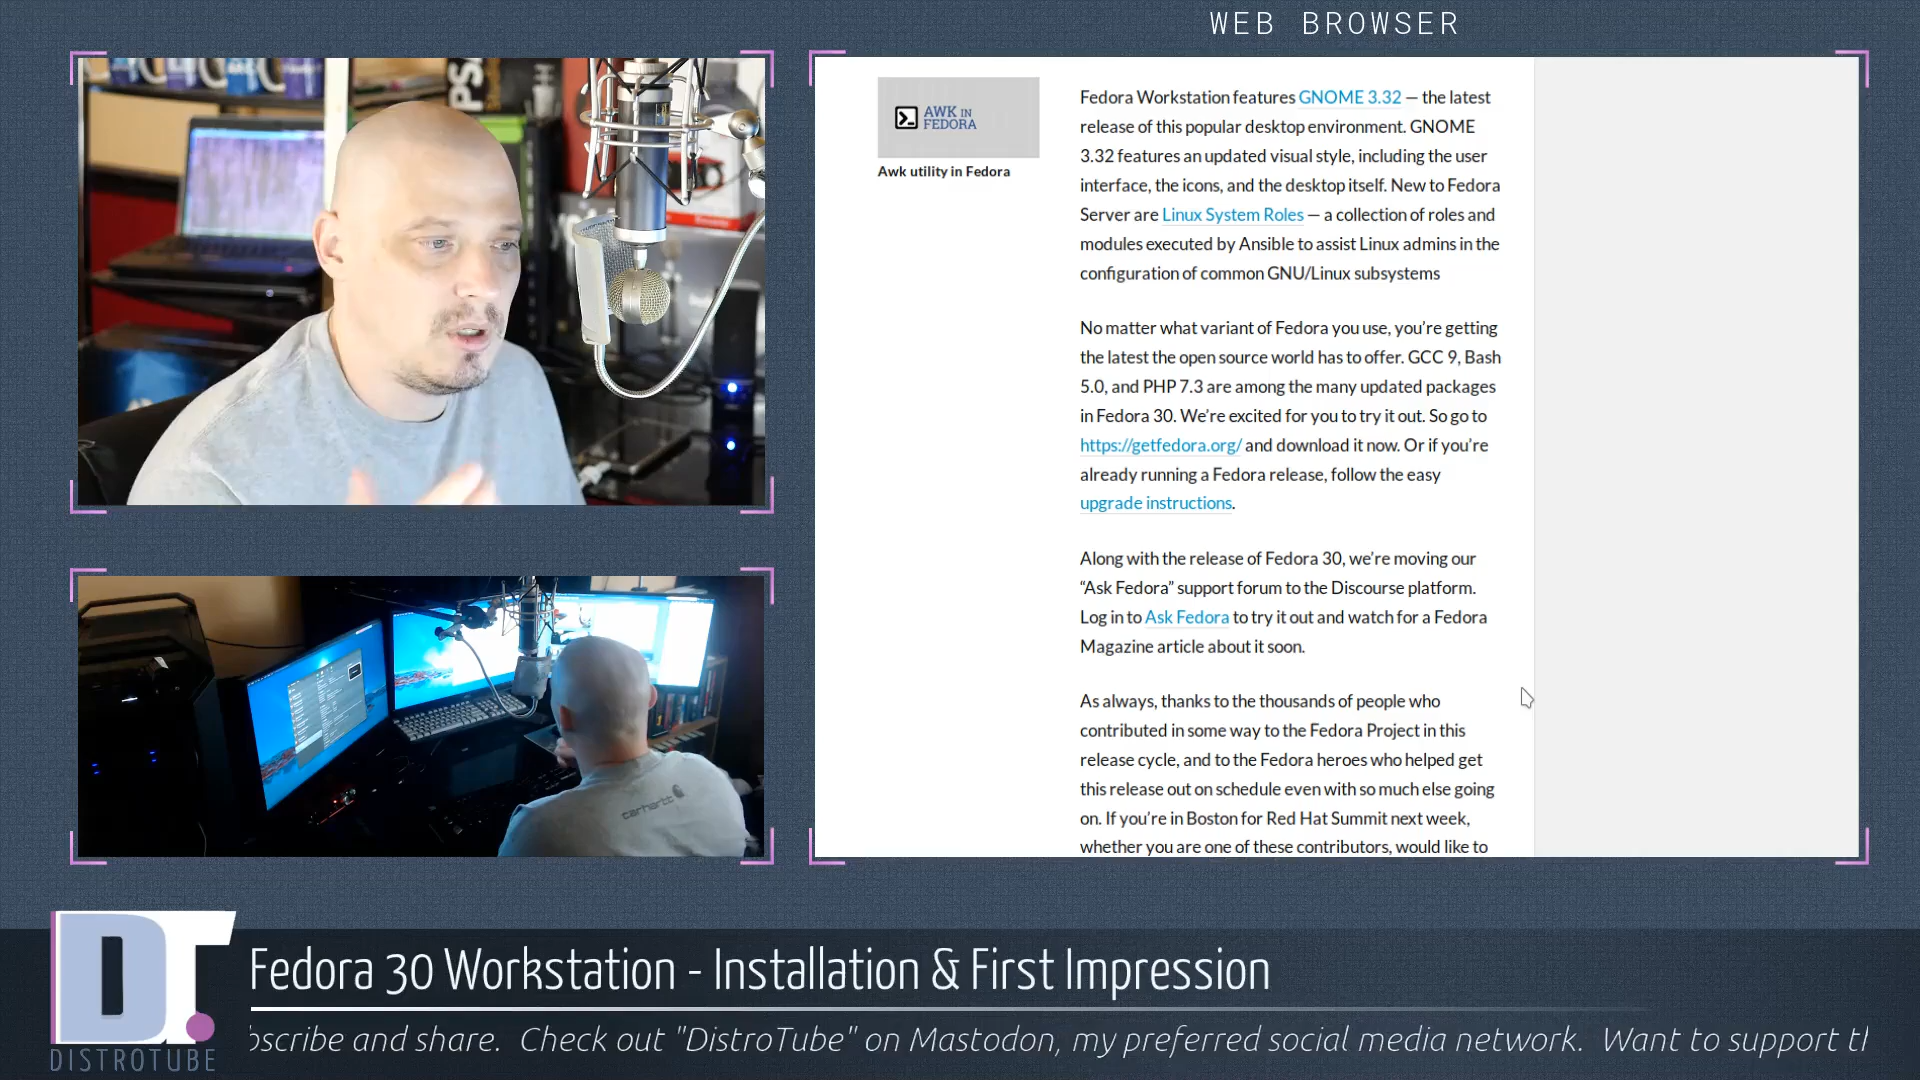 WEB BROWSER
PS
AWK IN
FEDORA
Awk utility in Fedora
Fedora Workstation features GNOME 3.32 — the latest
release of this popular desktop environment. GNOME
3.32 features an updated visual style, including the user
interface, the icons, and the desktop itself. New to Fedora
Server are Linux System Roles — a collection of roles and
modules executed by Ansible to assist Linux admins in the
configuration of common GNU/Linux subsystems
No matter what variant of Fedora you use, you’re getting
the latest the open source world has to offer. GCC 9, Bash
5.0, and PHP 7.3 are among the many updated packages
in Fedora 30. We’re excited for you to try it out. So go to
https://getfedora.org/ and download it now. Or if you’re
already running a Fedora release, follow the easy
upgrade instructions.
Along with the release of Fedora 30, we’re moving our
“Ask Fedora” support forum to the Discourse platform.
Log in to Ask Fedora to try it out and watch for a Fedora
Magazine article about it soon.
As always, thanks to the thousands of people who
contributed in some way to the Fedora Project in this
release cycle, and to the Fedora heroes who helped get
this release out on schedule even with so much else going
on. If you’re in Boston for Red Hat Summit next week,
whether you are one of these contributors, would like to
carhartt
DT
DISTROTUBE
Fedora 30 Workstation - Installation & First Impression
bscribe and share. Check out "DistroTube" on Mastodon, my preferred social media network. Want to support tl